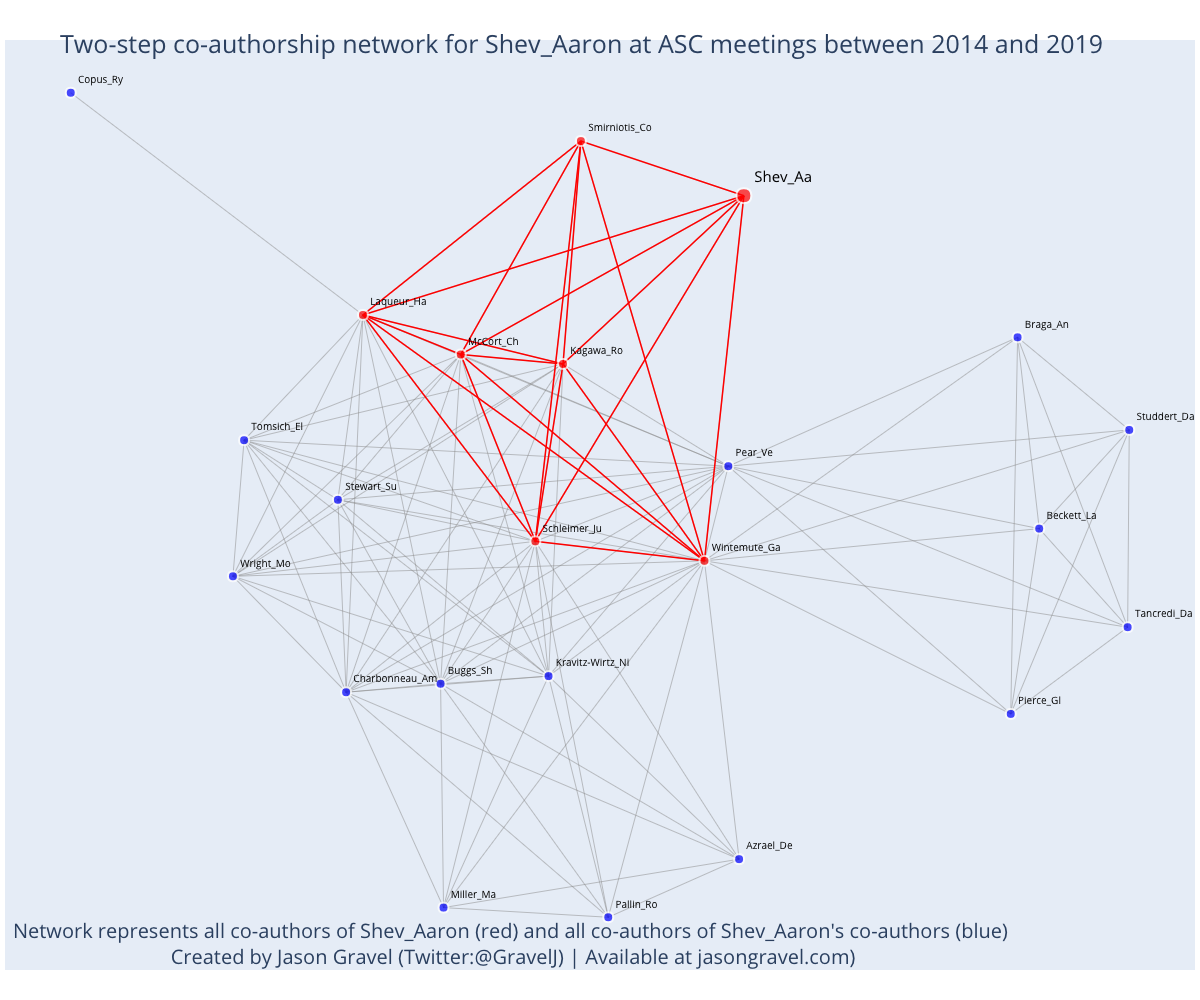 Two-step co-authorship network for Shev_Aaron at ASC meetings between 2014 and 2019
Copus_Ry
Smirniotis_Co
Shev_Aa
Laqueur_Ha
Braga_An
McCort_Ch
Kagawa_Ro
Studdert_Da
Tomsich_El
Pear_Ve
Stewart_Su
Beckett_La
Schleimer_Ju
Wintemute_Ga
Wright_Mo
Tancredi_Da
Kravitz-Wirtz_Ni
Buggs_Sh
Charbonneau_Am
Pierce_Gl
Azrael_De
Miller_Ma
Pallin_Ro
Network represents all co-authors of Shev_Aaron (red) and all co-authors of Shev_Aaron's co-authors (blue)
Created by Jason Gravel (Twitter:@GravelJ) | Available at jasongravel.com)